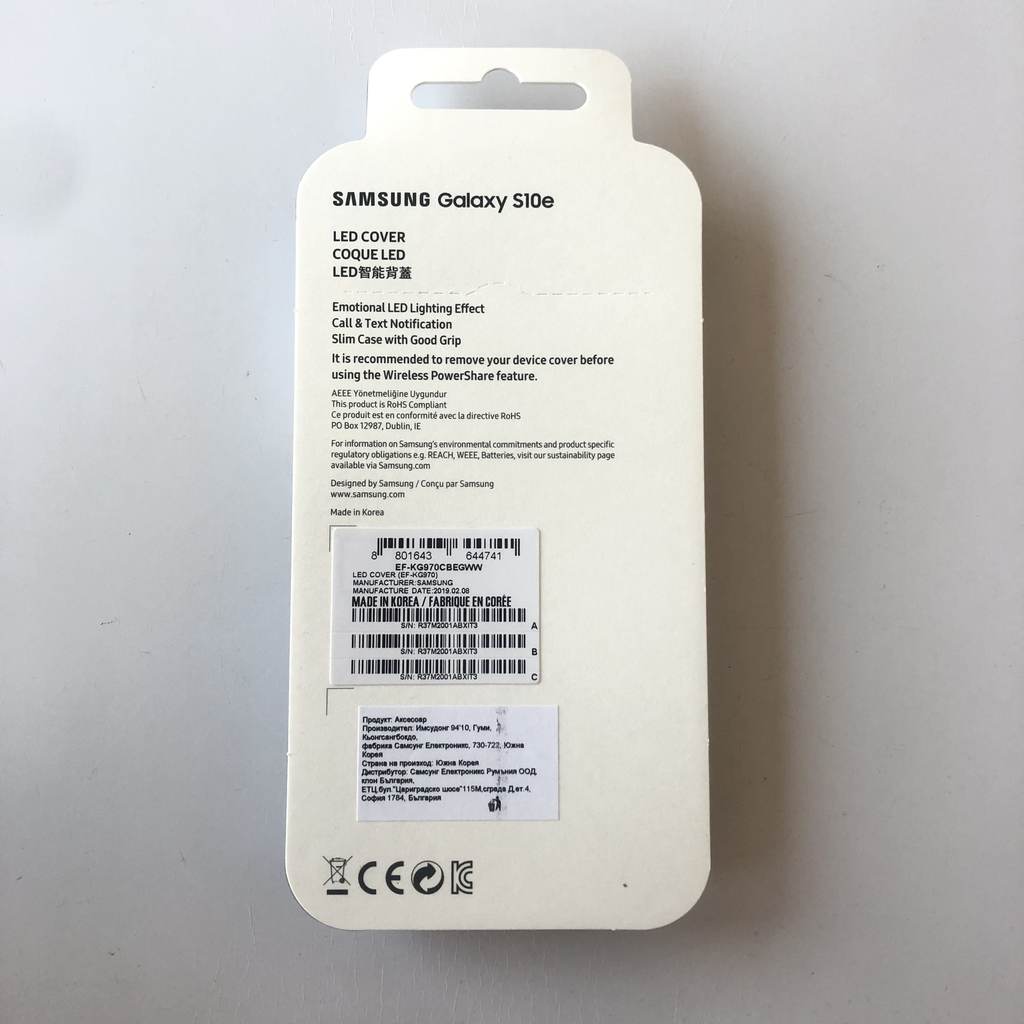 SAMSUNG Galaxy S10e
LED COVER
COQUE LED
LED智能背蓋
Emotional LED Lighting Effect
Call & Text Notification
Slim Case with Good Grip
It is recommended to remove your device cover before
using the Wireless PowerShare feature.
AEEE Yönetmeliğine Uygundur
This product is RoHS Compliant
Ce produit est en conformité avec la directive RoHS
PO Box 12987, Dublin, IE
For information on Samsung's environmental commitments and product specific
regulatory obligations e.g. REACH, WEEE, Batteries, visit our sustainability page
available via Samsung.com
Designed by Samsung / Conçu par Samsung
www.samsung.com
Made in Korea
8 801643 644741
EF-KG970CBEGWW
LED COVER (EF-KG970)
MANUFACTURER:SAMSUNG
MANUFACTURE DATE:2019.02.08
MADE IN KOREA / FABRIQUE EN CORÉE
S/N: R37M2001ABXIT3 A
S/N: R37M2001ABXIT3 B
S/N: R37M2001ABXIT3 C
Продукт: Аксесоар
Производител: Имсудонг 94'10, Гуми,
Кьонгсангбокдо,
фабрика Самсунг Електроникс, 730-722, Южна
Корея
Страна на произход: Южна Корея
Дистрибутор: Самсунг Електроникс Румъния ООД,
клон България,
ЕТЦ,бул."Цариградско шосе"115М,сграда Д,ет.4,
София 1784, България
CE